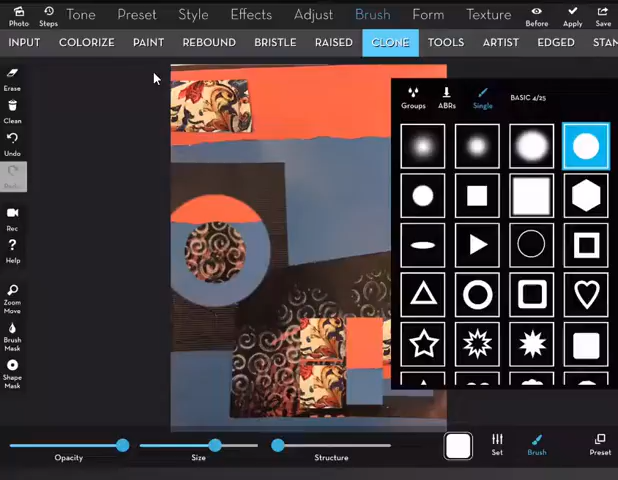 Photo Steps Tone Preset Style Effects Adjust Brush Form Texture Before Apply Save
INPUT COLORIZE PAINT REBOUND BRISTLE RAISED CLONE TOOLS ARTIST EDGED STAM
Erase
Clean
Undo
Redo
Rec
Help
Zoom
Move
Brush
Mask
Shape
Mask
Groups ABRs Single BASIC 4/25
Opacity Size Structure Set Brush Preset